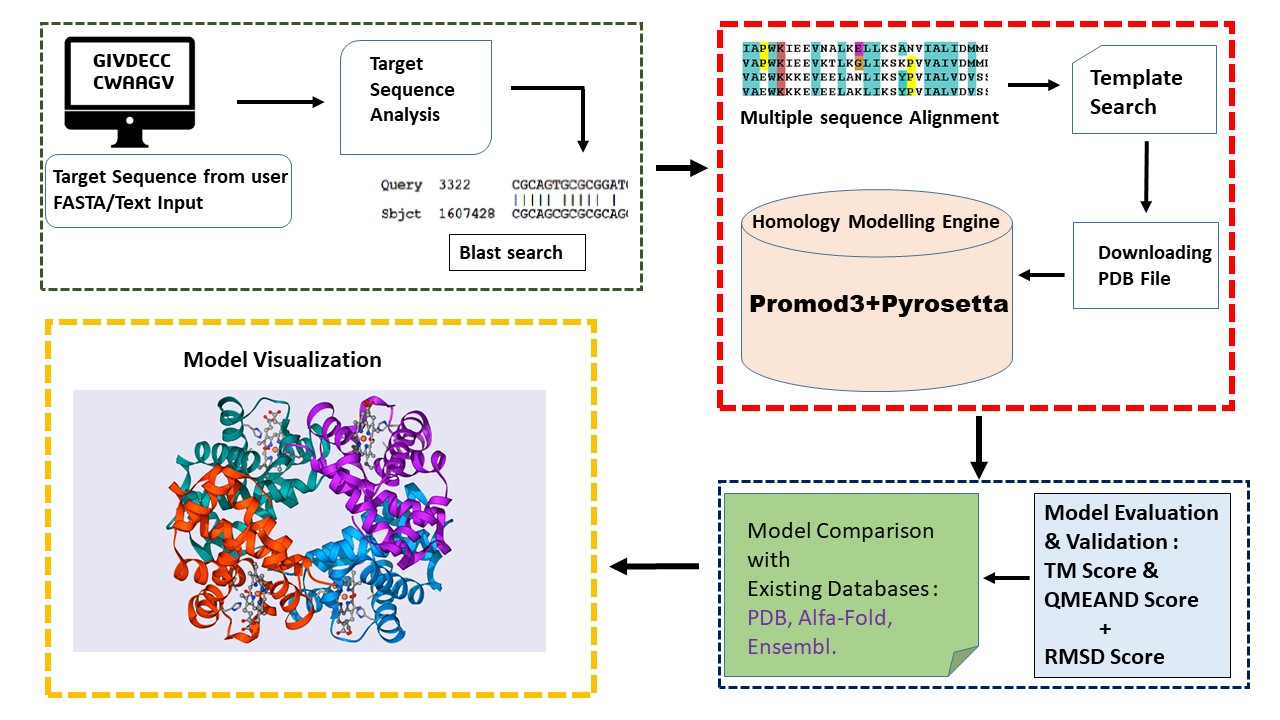 GIVDECC
CWAAGV
Target Sequence from user
FASTA/Text Input
Target
Sequence
Analysis
Query 3322 CGCAGTGCGCGGATC
Sbjct 1607428 CGCAGCGCGCGCAGC
Blast search
IAPWKIEEVNALKELLKSANVIALIDMM
VAPWKIEEVKTLKGLIKSKPVVAIVDMM
VAEWKKKEVEELANLIKSYPVIALVDVS
VAEWKKKEVEELAKLIKSYPVIALVDVS
Multiple sequence Alignment
Template
Search
Downloading
PDB File
Homology Modelling Engine
Promod3+Pyrosetta
Model Evaluation
& Validation :
TM Score &
QMEAND Score
+
RMSD Score
Model Comparison
with
Existing Databases :
PDB, Alfa-Fold,
Ensembl.
Model Visualization